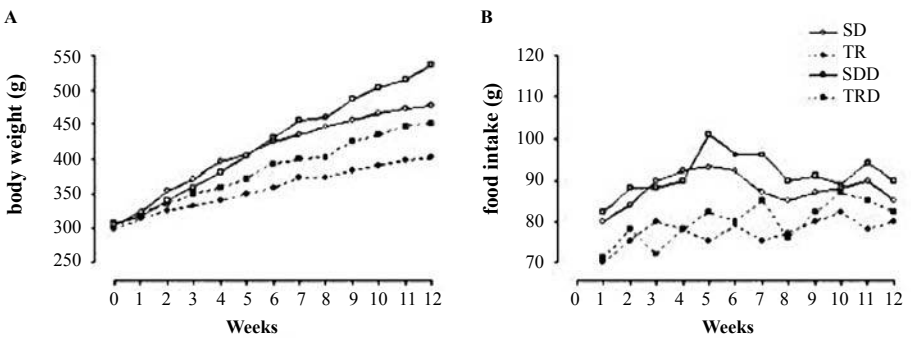 A
body weight (g)
550
500
450
400
350
300
250
0 1 2 3 4 5 6 7 8 9 10 11 12
Weeks
B
food intake (g)
120
110
100
90
80
70
0 1 2 3 4 5 6 7 8 9 10 11 12
Weeks
SD
TR
SDD
TRD